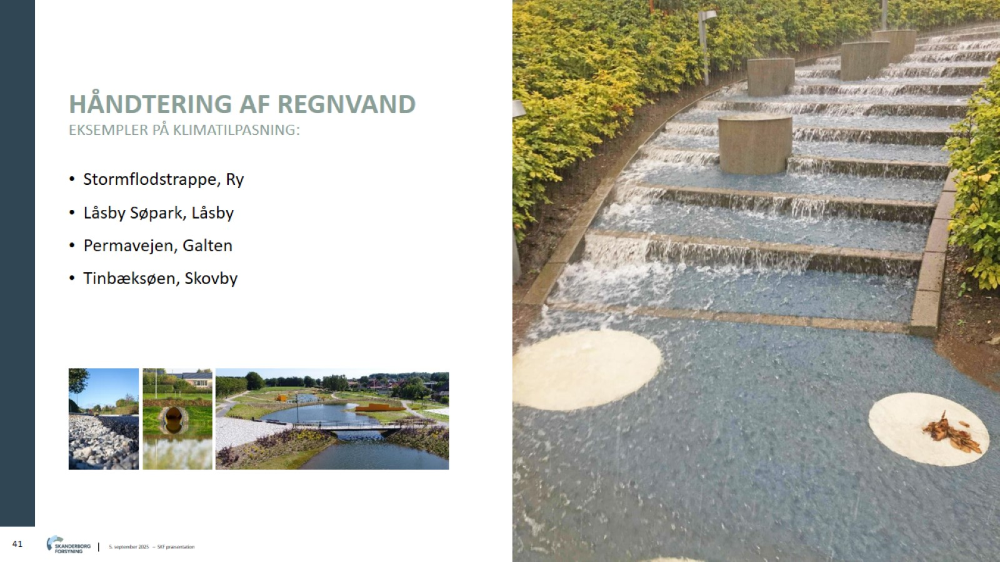 HÅNDTERING AF REGNVAND
EKSEMPLER PÅ KLIMATILPASNING:
• Stormflodstrappe, Ry
• Låsby Søpark, Låsby
• Permavejen, Galten
• Tinbæksøen, Skovby
41
SKANDERBORG
FORSYNING
5. september 2025 – SKF præsentation